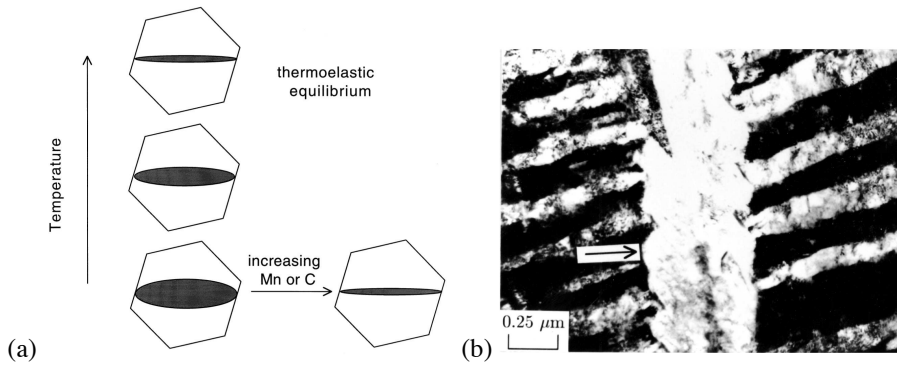 thermoelastic
equilibrium
Temperature
increasing
Mn or C
(a)
0.25 μm
(b)